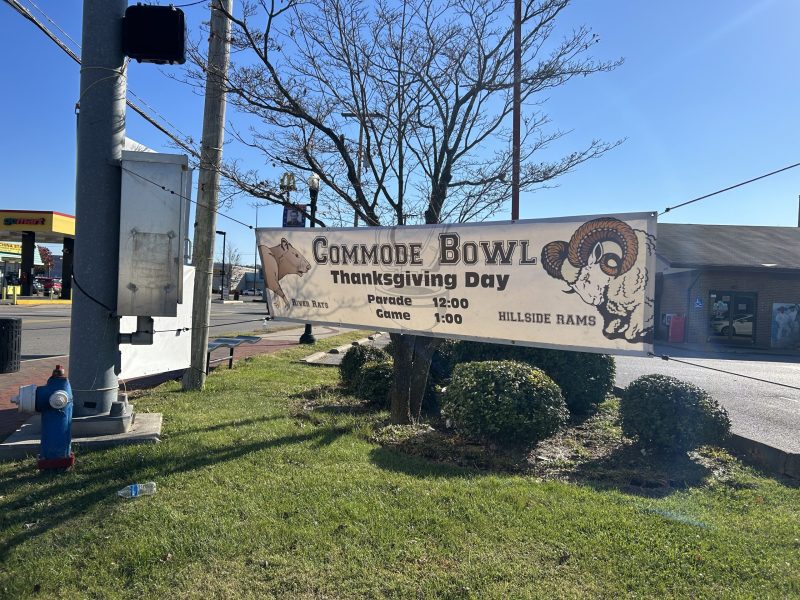 COMMODE BOWL
Thanksgiving Day
Parade 12:00
Game 1:00
RIVER RATS
HILLSIDE RAMS